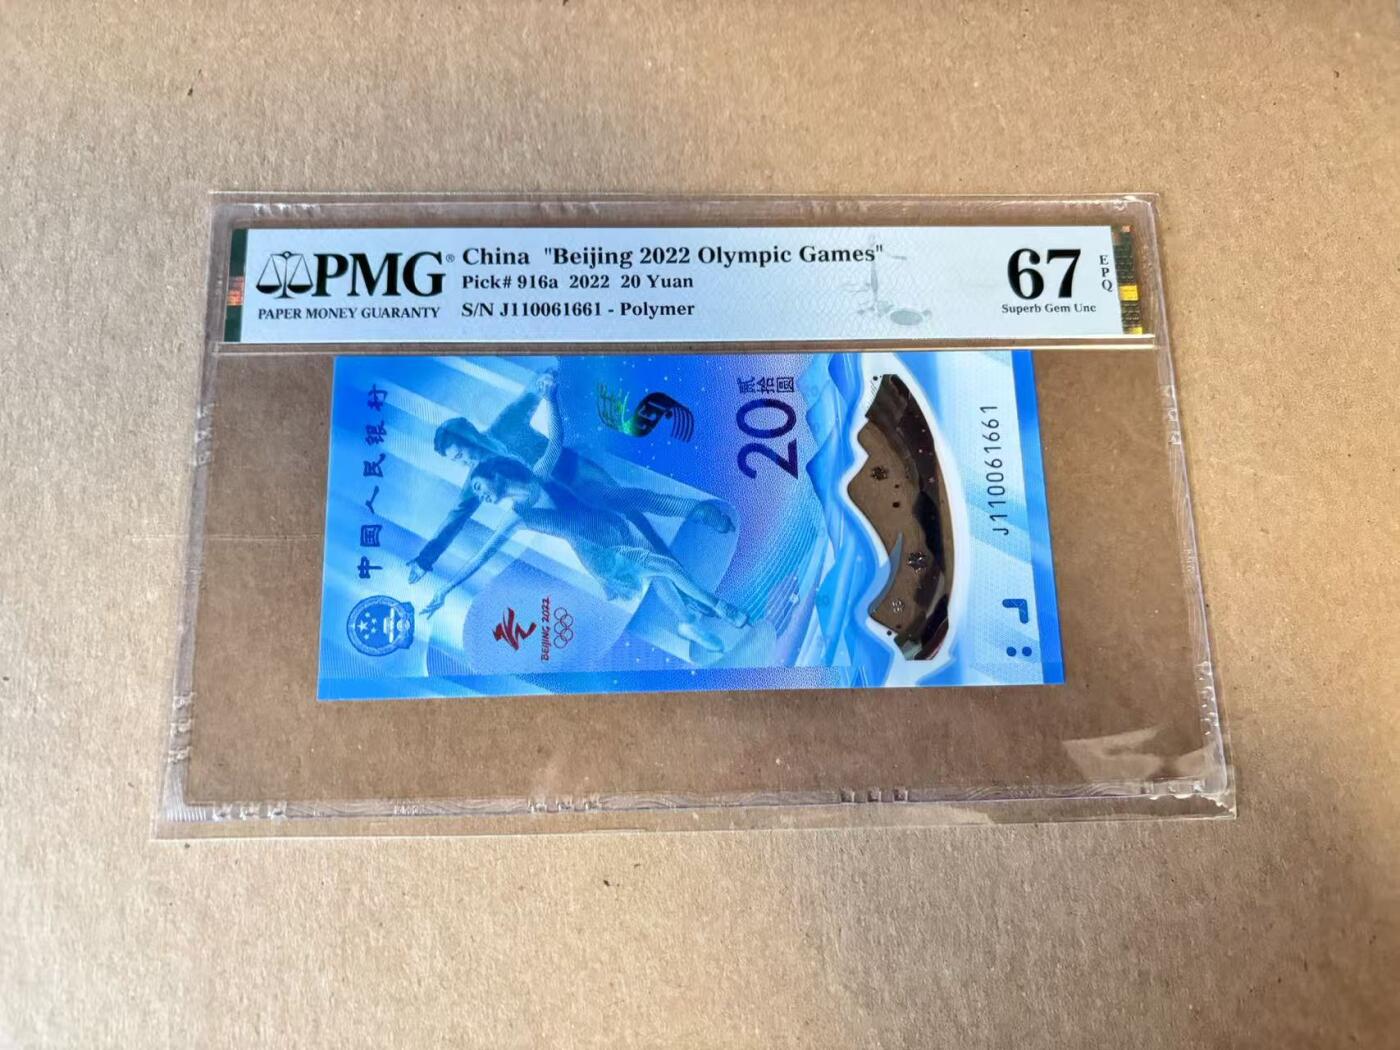 PMG®
PAPER MONEY GUARANTY
China "Beijing 2022 Olympic Games"
Pick# 916a 2022 20 Yuan
S/N J110061661 - Polymer
67
Superb Gem Unc
EPQ
中国人民银行
BEIJING 2022
20
贰拾圆
J110061661